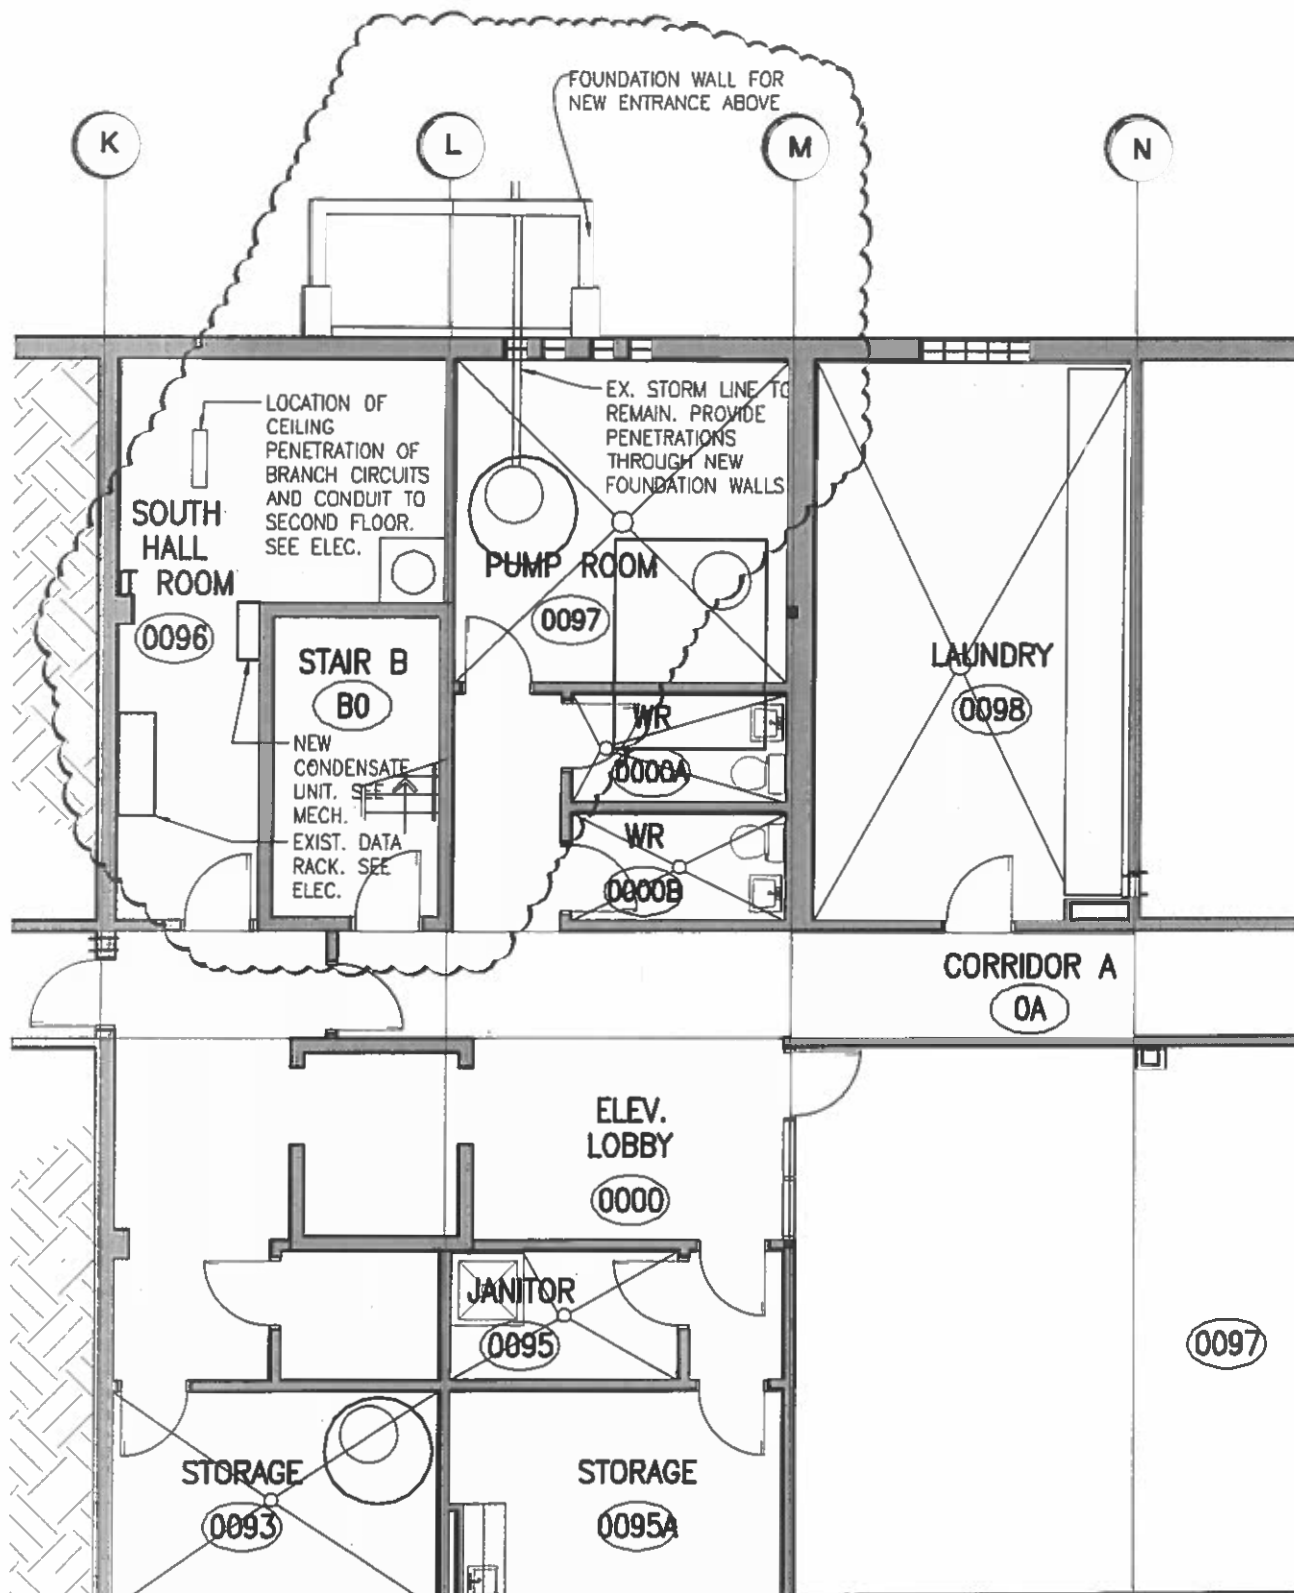 FOUNDATION WALL FOR
NEW ENTRANCE ABOVE
K
L
M
N
LOCATION OF
CEILING
PENETRATION OF
BRANCH CIRCUITS
AND CONDUIT TO
SECOND FLOOR.
SEE ELEC.
EX. STORM LINE TO
REMAIN. PROVIDE
PENETRATIONS
THROUGH NEW
FOUNDATION WALLS
SOUTH
HALL
IT ROOM
0096
PUMP ROOM
0097
STAIR B
B0
NEW
CONDENSATE
UNIT. SEE
MECH.
EXIST. DATA
RACK. SEE
ELEC.
WR
0000A
WR
0000B
LAUNDRY
0098
CORRIDOR A
0A
ELEV.
LOBBY
0000
JANITOR
0095
0097
STORAGE
0093
STORAGE
0095A